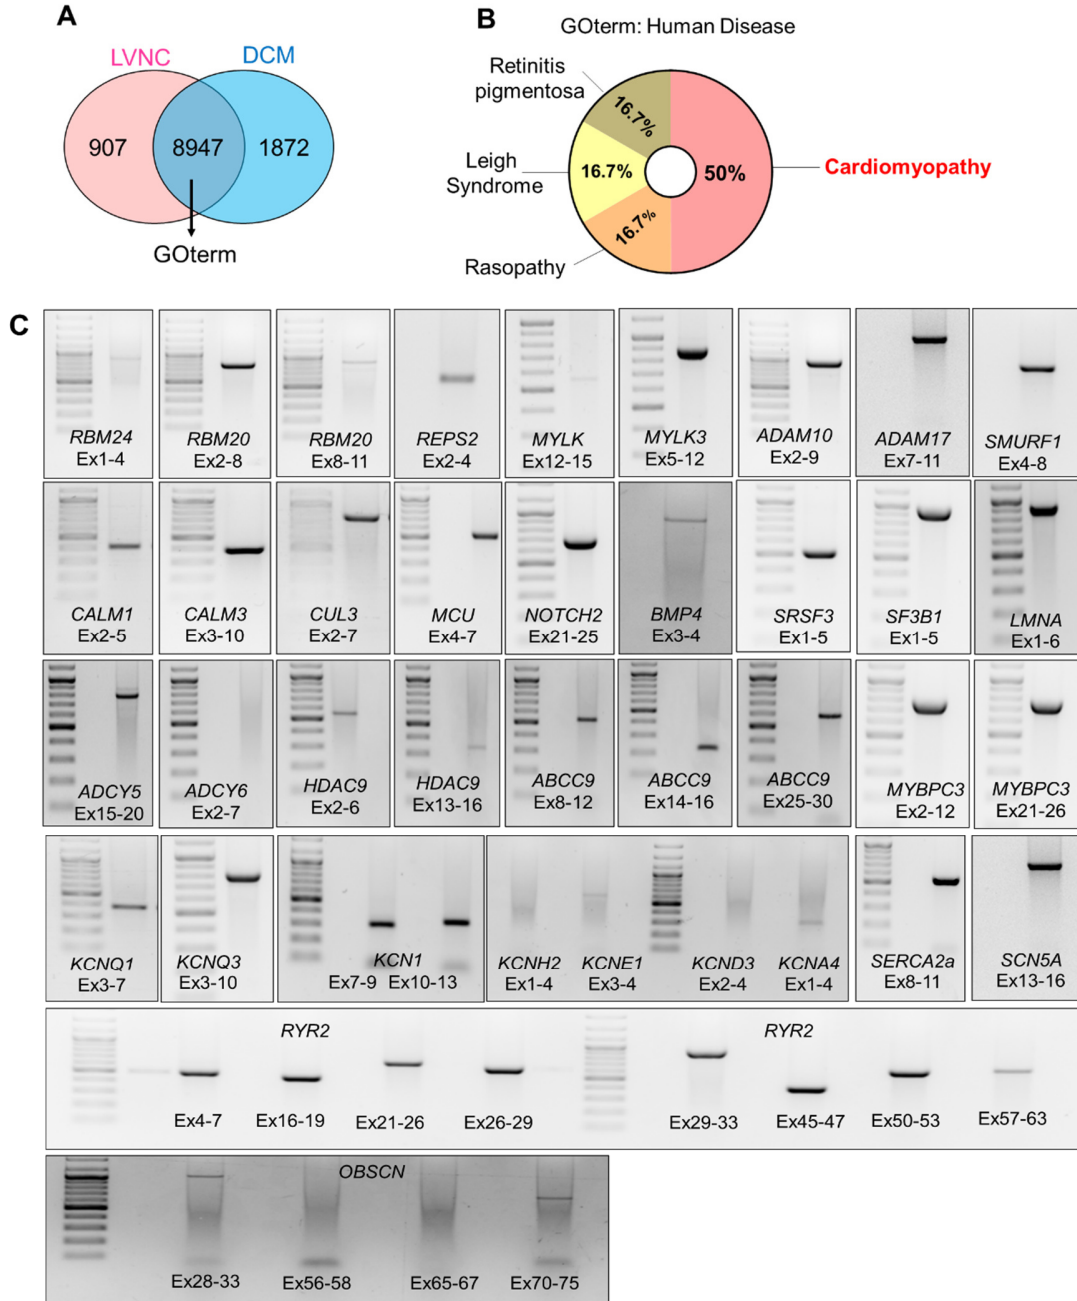 A
LVNC
DCM
907
8947
1872
GOterm
B
GOterm: Human Disease
Retinitis
pigmentosa
16.7%
Leigh
Syndrome
16.7%
50%
Cardiomyopathy
16.7%
Rasopathy
C
RBM24
Ex1-4
RBM20
Ex2-8
RBM20
Ex8-11
REPS2
Ex2-4
MYLK
Ex12-15
MYLK3
Ex5-12
ADAM10
Ex2-9
ADAM17
Ex7-11
SMURF1
Ex4-8
CALM1
Ex2-5
CALM3
Ex3-10
CUL3
Ex2-7
MCU
Ex4-7
NOTCH2
Ex21-25
BMP4
Ex3-4
SRSF3
Ex1-5
SF3B1
Ex1-5
LMNA
Ex1-6
ADCY5
Ex15-20
ADCY6
Ex2-7
HDAC9
Ex2-6
HDAC9
Ex13-16
ABCC9
Ex8-12
ABCC9
Ex14-16
ABCC9
Ex25-30
MYBPC3
Ex2-12
MYBPC3
Ex21-26
KCNQ1
Ex3-7
KCNQ3
Ex3-10
KCN1
Ex7-9 Ex10-13
KCNH2
Ex1-4
KCNE1
Ex3-4
KCND3
Ex2-4
KCNA4
Ex1-4
SERCA2a
Ex8-11
SCN5A
Ex13-16
RYR2
RYR2
Ex4-7 Ex16-19 Ex21-26 Ex26-29 Ex29-33 Ex45-47 Ex50-53 Ex57-63
OBSCN
Ex28-33 Ex56-58 Ex65-67 Ex70-75